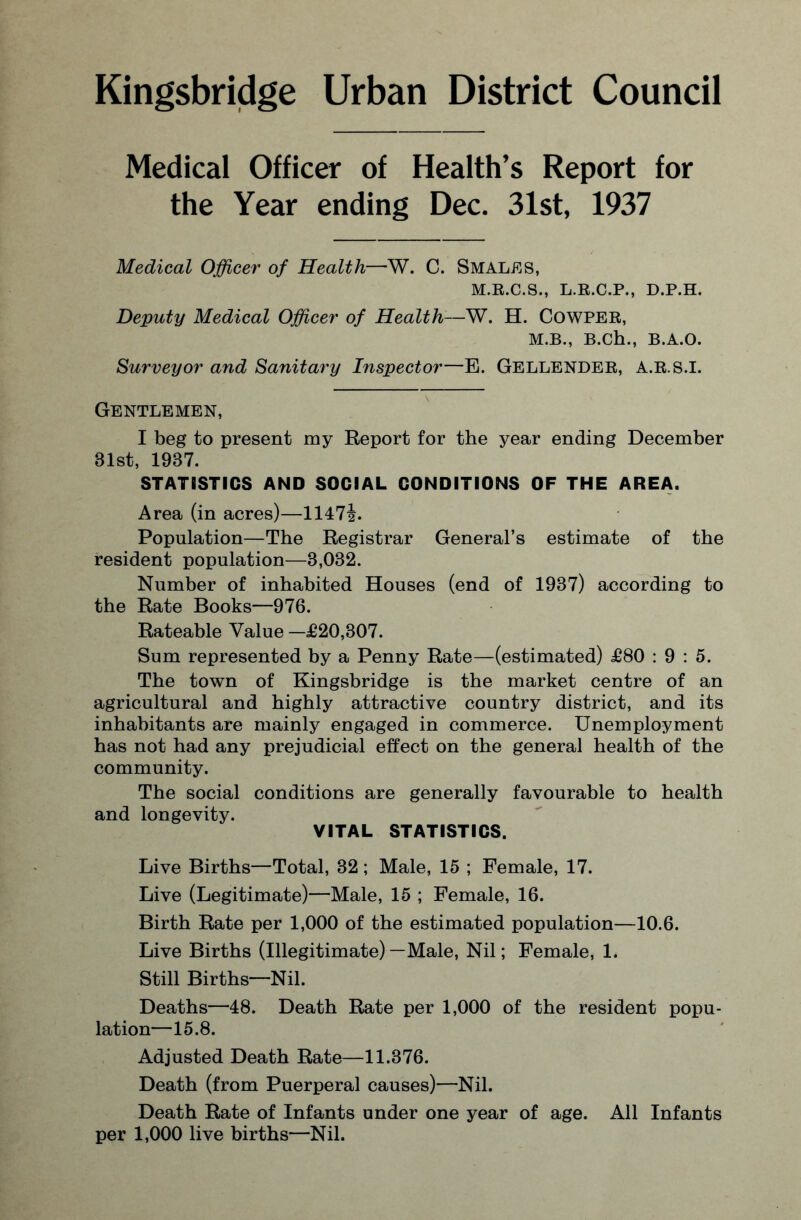 Kingsbridge Urban District Council
Medical Officer of Health's Report for
the Year ending Dec. 31st, 1937
Medical Officer of Health—W. C. SMALES,
M.R.C.S., L.R.C.P., D.P.H.
Deputy Medical Officer of Health—W. H. COWPER,
M.B., B.Ch., B.A.O.
Surveyor and Sanitary Inspector—E. GELLENDER, A.R.S.I.
GENTLEMEN,
I beg to present my Report for the year ending December
31st, 1937.
STATISTICS AND SOCIAL CONDITIONS OF THE AREA.
Area (in acres)—1147½.
Population—The Registrar General's estimate of the
resident population—3,032.
Number of inhabited Houses (end of 1937) according to
the Rate Books—976.
Rateable Value—£20,307.
Sum represented by a Penny Rate—(estimated) £80 : 9 : 5.
The town of Kingsbridge is the market centre of an
agricultural and highly attractive country district, and its
inhabitants are mainly engaged in commerce. Unemployment
has not had any prejudicial effect on the general health of the
community.
The social conditions are generally favourable to health
and longevity.
VITAL STATISTICS.
Live Births—Total, 32; Male, 15 ; Female, 17.
Live (Legitimate)—Male, 15 ; Female, 16.
Birth Rate per 1,000 of the estimated population—10.6.
Live Births (Illegitimate)—Male, Nil; Female, 1.
Still Births—Nil.
Deaths—48. Death Rate per 1,000 of the resident popu-
lation—15.8.
Adjusted Death Rate—11.376.
Death (from Puerperal causes)—Nil.
Death Rate of Infants under one year of age. All Infants
per 1,000 live births—Nil.